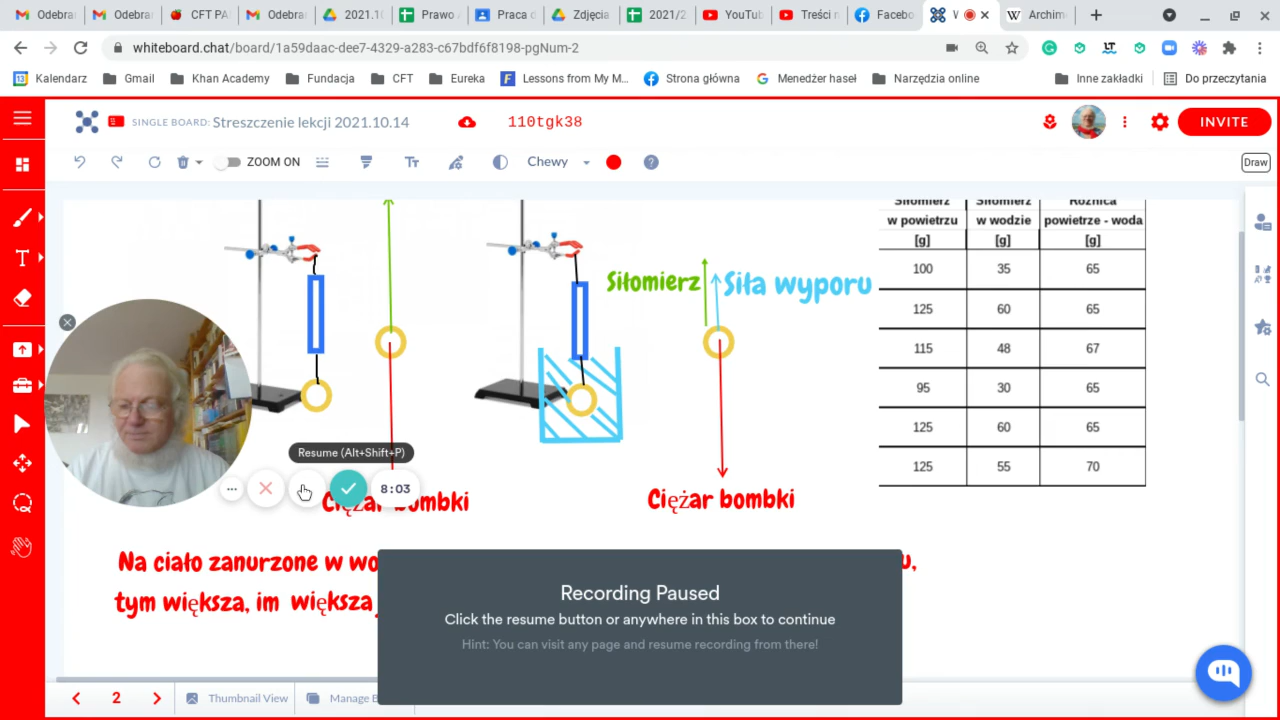 Odebra
Odebra
CFT PA
Odebra
2021.10
Prawo
Praca d
Zdjęcia
2021/2
YouTub
Treści n
Facebo
W
Archim
whiteboard.chat/board/1a59daac-dee7-4329-a283-c67bdf6f8198-pgNum-2
Kalendarz
Gmail
Khan Academy
Fundacja
CFT
Eureka
Lessons from My M...
Strona główna
Menedżer haseł
Narzędzia online
Inne zakładki
Do przeczytania
SINGLE BOARD: Streszczenie lekcji 2021.10.14
110tgk38
INVITE
ZOOM ON
Tt
Chewy
Draw
Siłomierz Siłomierz Różnica
w powietrzu w wodzie powietrze - woda
[g] [g] [g]
100 35 65
125 60 65
115 48 67
95 30 65
125 60 65
125 55 70
Siłomierz
Siła wyporu
Resume (Alt+Shift+P)
8:03
Ciężar bombki
Ciężar bombki
Na ciało zanurzone w wo
u,
tym większa, im większa j
Recording Paused
Click the resume button or anywhere in this box to continue
Hint: You can visit any page and resume recording from there!
2
Thumbnail View
Manage B